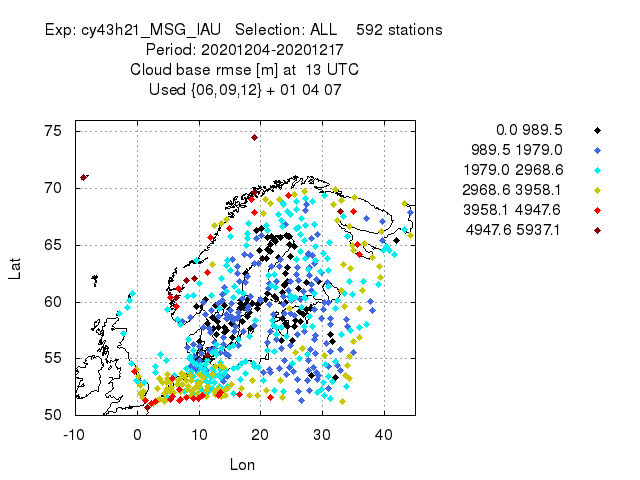 Exp: cy43h21_MSG_IAU   Selection: ALL    592 stations
Period: 20201204-20201217
Cloud base rmse [m] at  13 UTC
Used {06,09,12} + 01 04 07
0.0 989.5
989.5 1979.0
1979.0 2968.6
2968.6 3958.1
3958.1 4947.6
4947.6 5937.1
75
70
65
60
55
50
Lat
-10 0 10 20 30 40
Lon